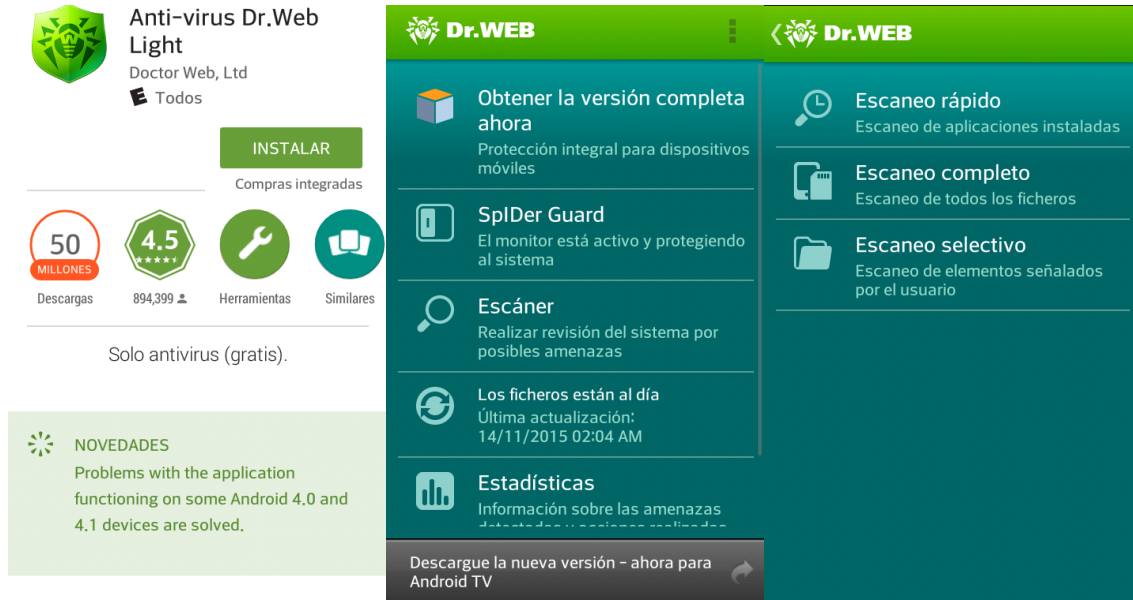 Anti-virus Dr.Web
Light
Doctor Web, Ltd
E Todos
INSTALAR
Compras integradas
50
MILLONES
4.5
Descargas
894,399
Herramientas
Similares
Solo antivirus (gratis).
NOVEDADES
Problems with the application
functioning on some Android 4.0 and
4.1 devices are solved.
Dr.WEB
Obtener la versión completa
ahora
Protección integral para dispositivos
móviles
SpIDer Guard
El monitor está activo y protegiendo
al sistema
Escáner
Realizar revisión del sistema por
posibles amenazas
Los ficheros están al día
Última actualización:
14/11/2015 02:04 AM
Estadísticas
Información sobre las amenazas
detectadas y acciones realizadas
Descargue la nueva versión - ahora para
Android TV
Dr.WEB
Escaneo rápido
Escaneo de aplicaciones instaladas
Escaneo completo
Escaneo de todos los ficheros
Escaneo selectivo
Escaneo de elementos señalados
por el usuario